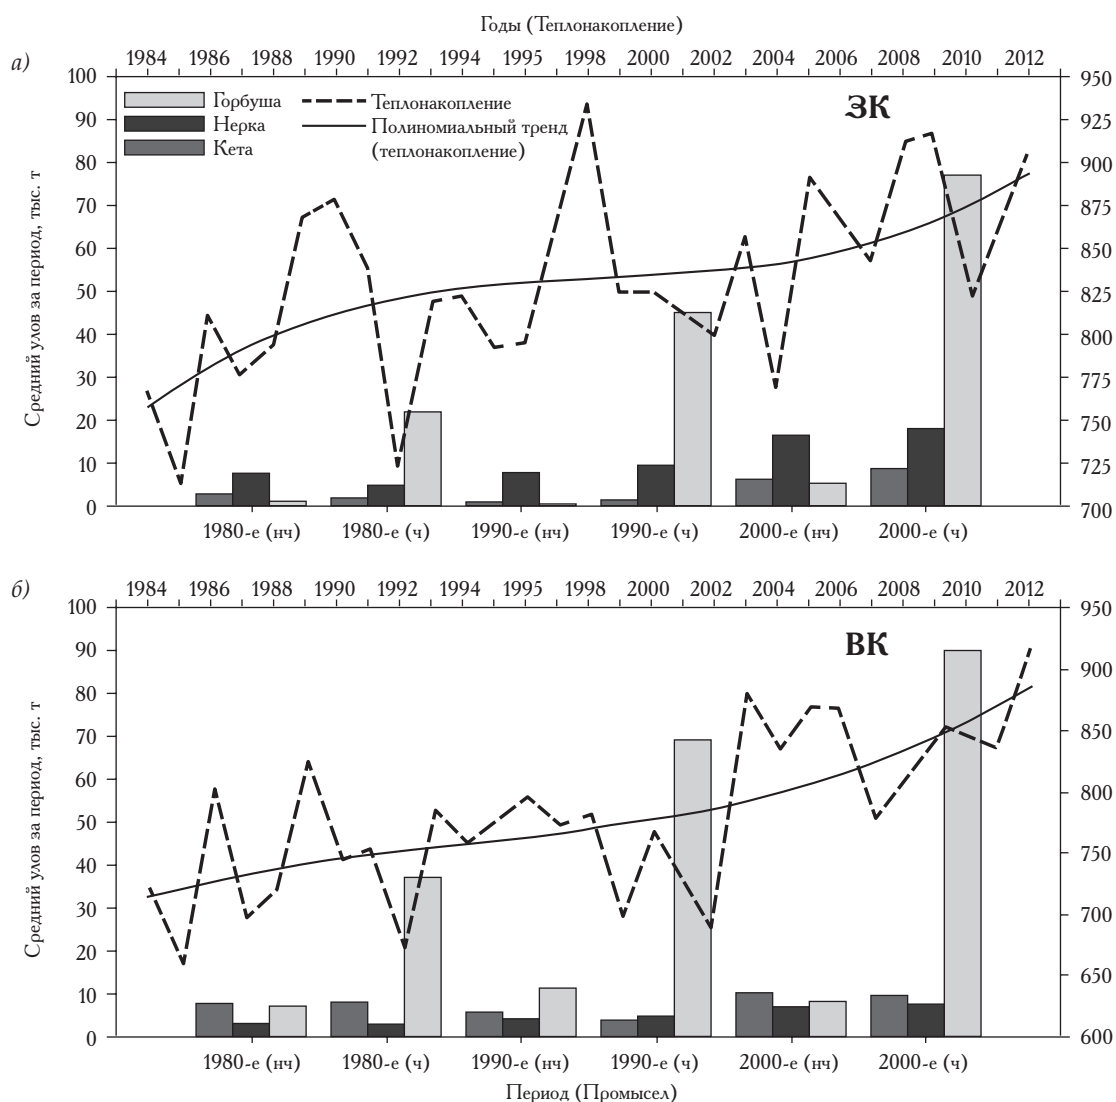 Годы (Теплонакопление)
а)
1984 1986 1988 1990 1992 1994 1995 1998 2000 2002 2004 2006 2008 2010 2012
100 950
Горбуша Теплонакопление ЗК
90 925
Нерка Полиномиальный тренд
Кета (теплонакопление)
80 900
70 875
60 850
50 825
40 800
30 775
20 750
10 725
0 700
Средний улов за период, тыс. т
1980-е (нч) 1980-е (ч) 1990-е (нч) 1990-е (ч) 2000-е (нч) 2000-е (ч)
б)
1984 1986 1988 1990 1992 1994 1995 1998 2000 2002 2004 2006 2008 2010 2012
100 950
ВК
90 900
80 850
70 800
60 750
50 700
40 650
30 600
20
10
0
Средний улов за период, тыс. т
1980-е (нч) 1980-е (ч) 1990-е (нч) 1990-е (ч) 2000-е (нч) 2000-е (ч)
Период (Промысел)